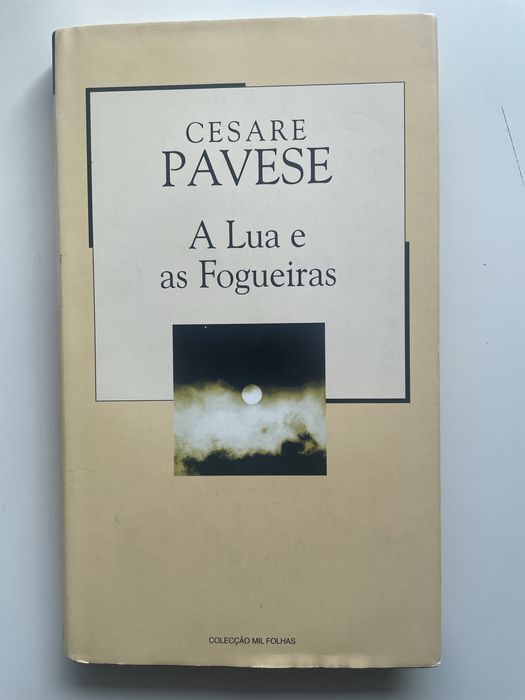 CESARE
PAVESE
A Lua e
as Fogueiras
COLECÇÃO MIL FOLHAS